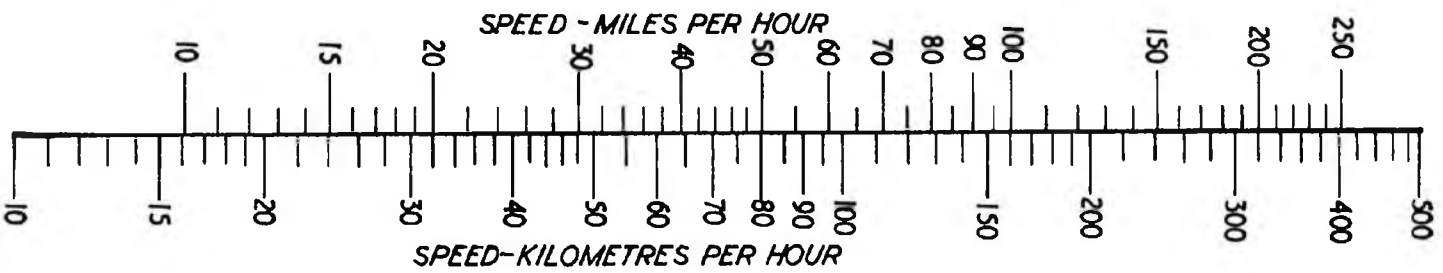 SPEED - MILES PER HOUR
10 15 20 30 40 50 60 70 80 90 100 150 200 250
10 15 20 30 40 50 60 70 80 90 100 150 200 300 400 500
SPEED-KILOMETRES PER HOUR